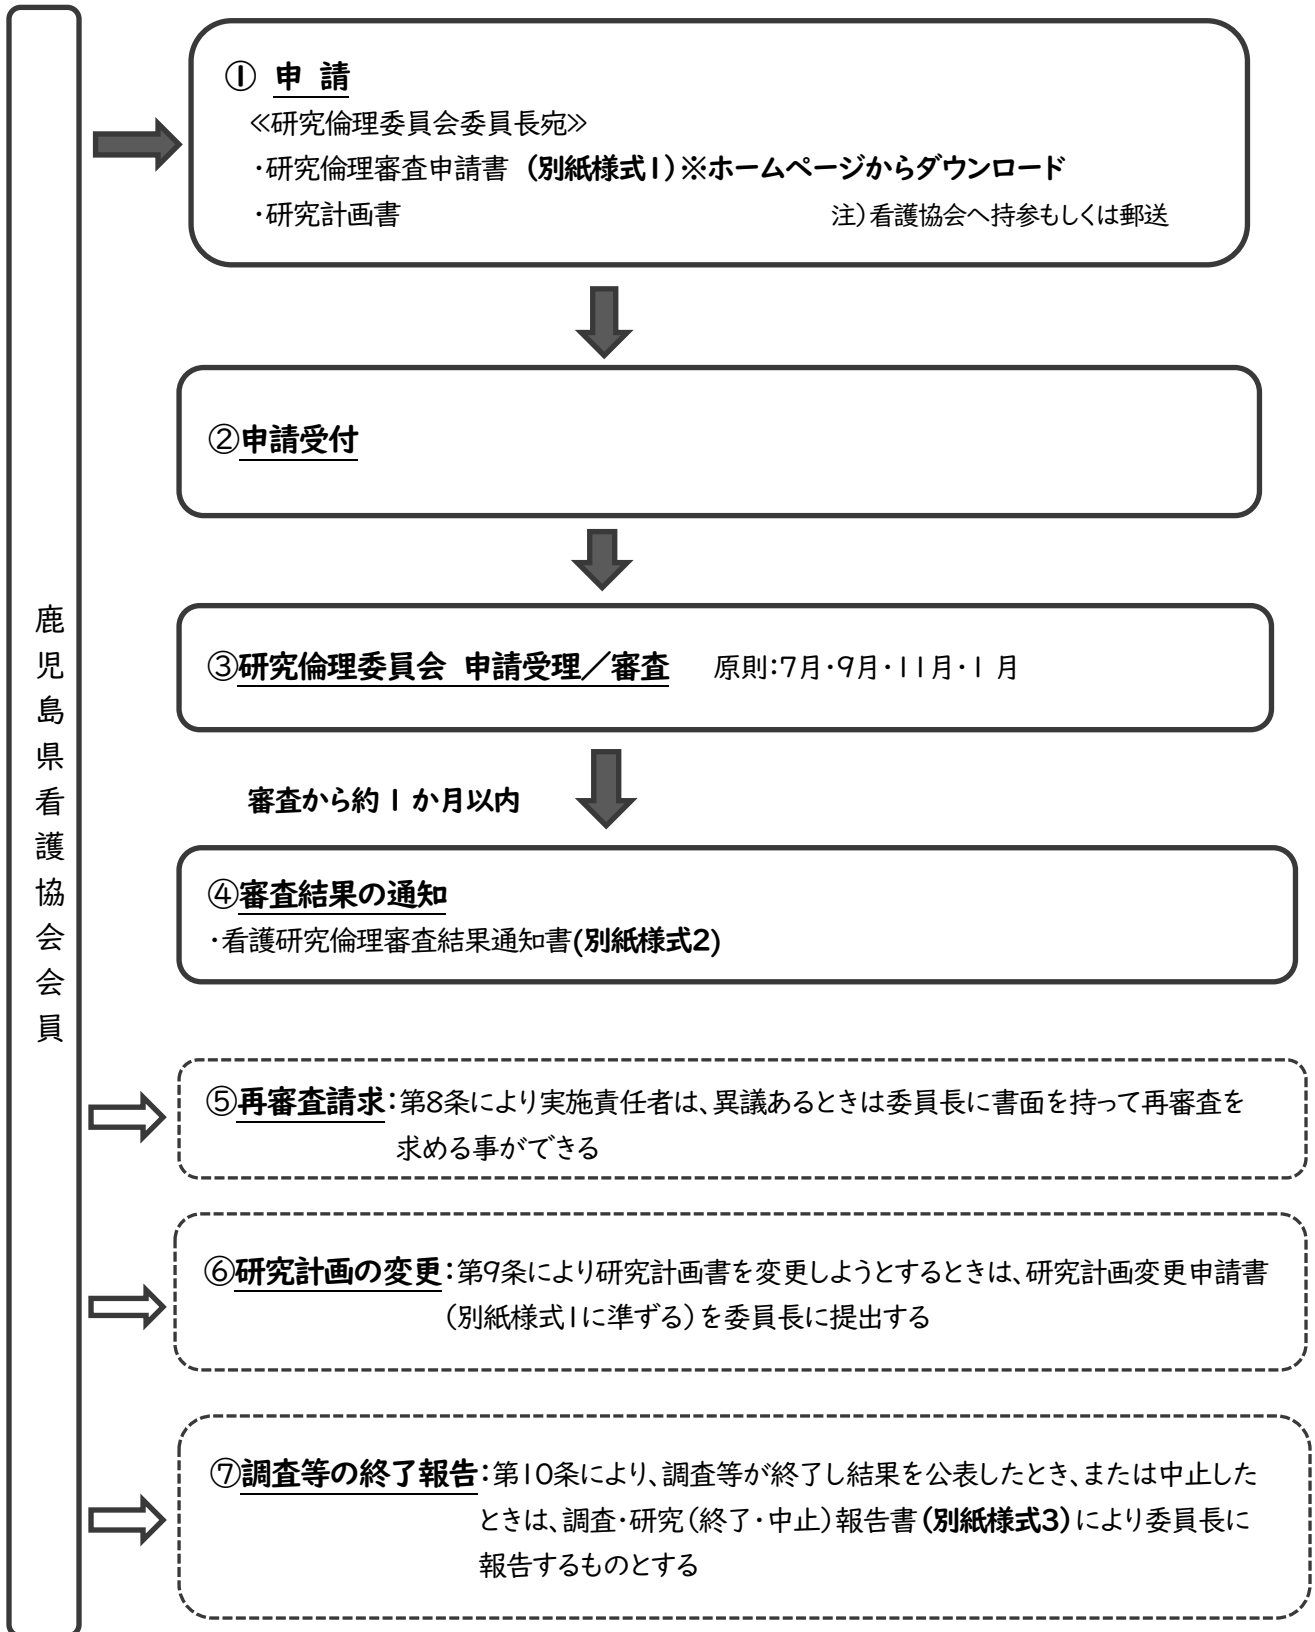 鹿児島県看護協会会員
① 申 請
≪研究倫理委員会委員長宛≫
・研究倫理審査申請書 (別紙様式1)※ホームページからダウンロード
・研究計画書 注)看護協会へ持参もしくは郵送
②申請受付
③研究倫理委員会 申請受理／審査 原則:7月・9月・11月・1 月
審査から約 1 か月以内
④審査結果の通知
・看護研究倫理審査結果通知書(別紙様式2)
⑤再審査請求:第8条により実施責任者は、異議あるときは委員長に書面を持って再審査を
求める事ができる
⑥研究計画の変更:第9条により研究計画書を変更しようとするときは、研究計画変更申請書
(別紙様式1に準ずる)を委員長に提出する
⑦調査等の終了報告:第10条により、調査等が終了し結果を公表したとき、または中止した
ときは、調査・研究(終了・中止)報告書(別紙様式3)により委員長に
報告するものとする